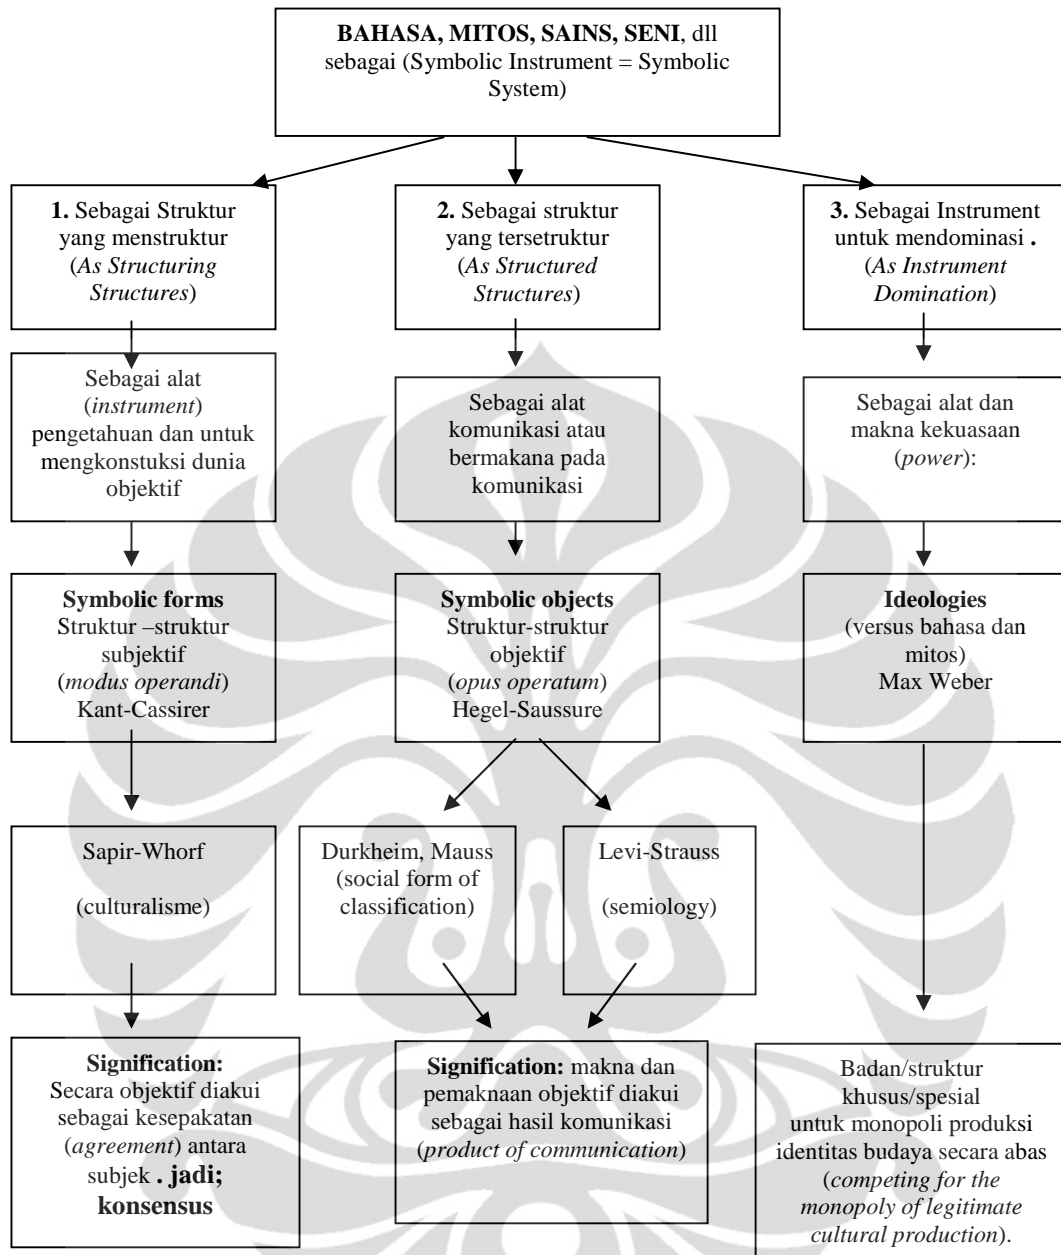 BAHASA, MITOS, SAINS, SENI, dll
sebagai (Symbolic Instrument = Symbolic
System)
1. Sebagai Struktur
yang menstruktur
(As Structuring
Structures)
2. Sebagai struktur
yang tersetruktur
(As Structured
Structures)
3. Sebagai Instrument
untuk mendominasi .
(As Instrument
Domination)
Sebagai alat
(instrument)
pengetahuan dan untuk
mengkonstuksi dunia
objektif
Sebagai alat
komunikasi atau
bermakana pada
komunikasi
Sebagai alat dan
makna kekuasaan
(power):
Symbolic forms
Struktur –struktur
subjektif
(modus operandi)
Kant-Cassirer
Symbolic objects
Struktur-struktur
objektif
(opus operatum)
Hegel-Saussure
Ideologies
(versus bahasa dan
mitos)
Max Weber
Sapir-Whorf
(culturalisme)
Durkheim, Mauss
(social form of
classification)
Levi-Strauss
(semiology)
Signification:
Secara objektif diakui
sebagai kesepakatan
(agreement) antara
subjek . jadi;
konsensus
Signification: makna dan
pemaknaan objektif diakui
sebagai hasil komunikasi
(product of communication)
Badan/struktur
khusus/spesial
untuk monopoli produksi
identitas budaya secara abas
(competing for the
monopoly of legitimate
cultural production).